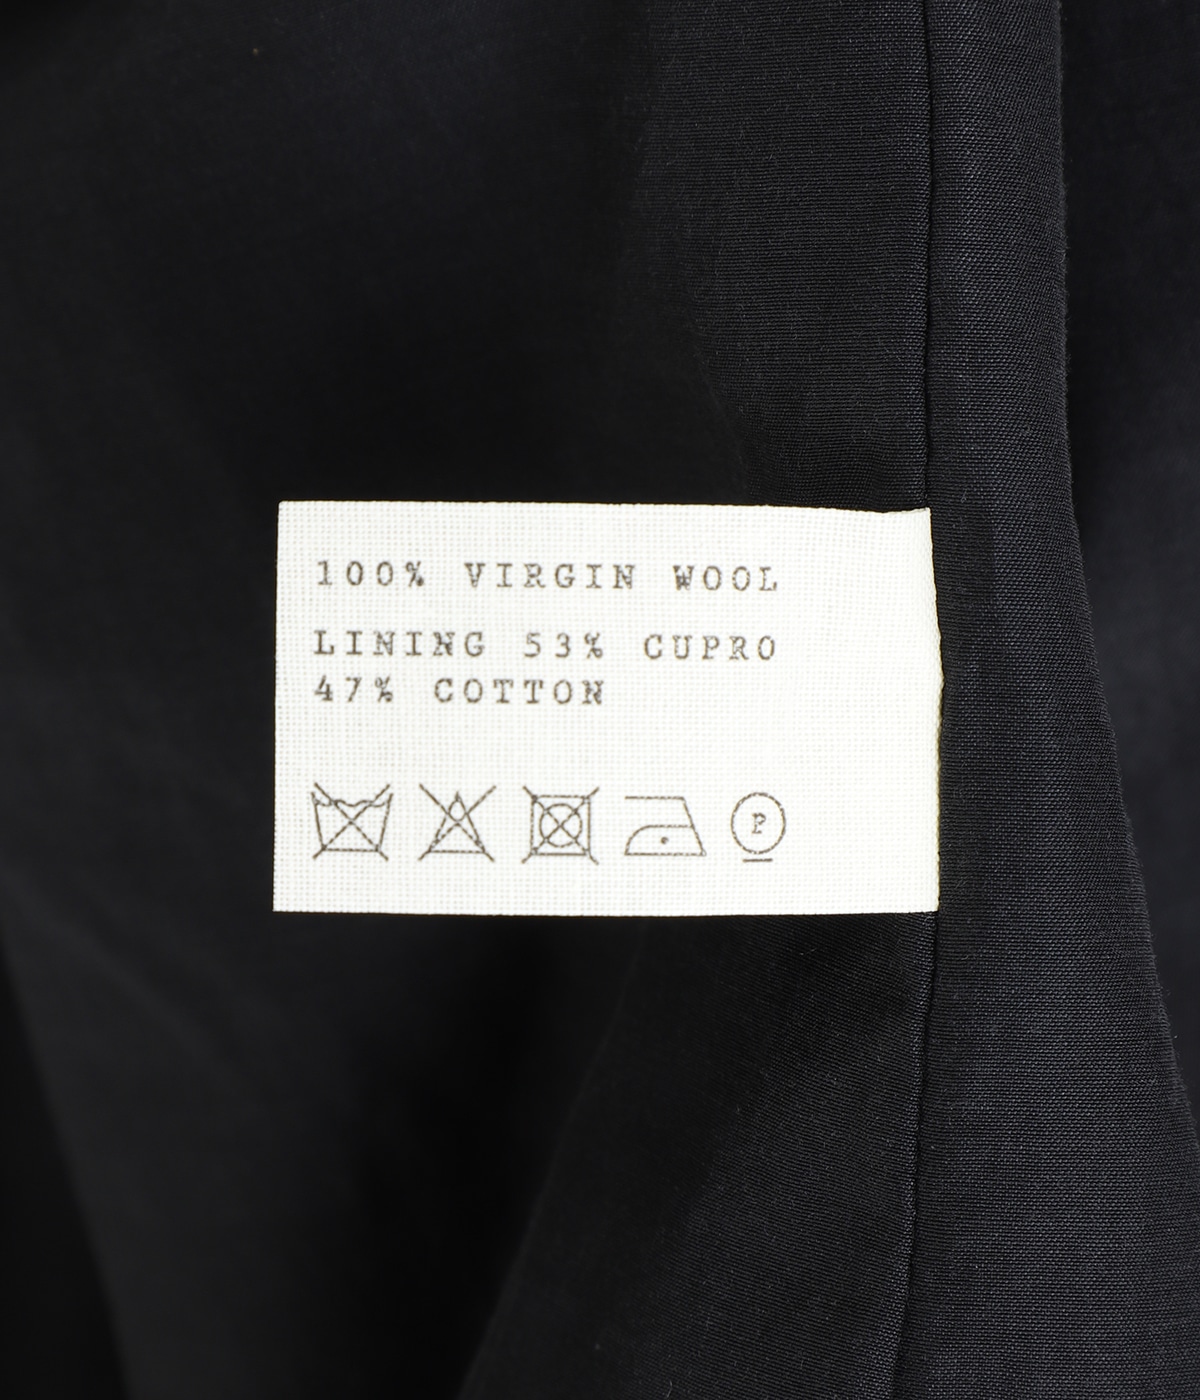 100% VIRGIN WOOL
LINING 53% CUPRO
47% COTTON
P